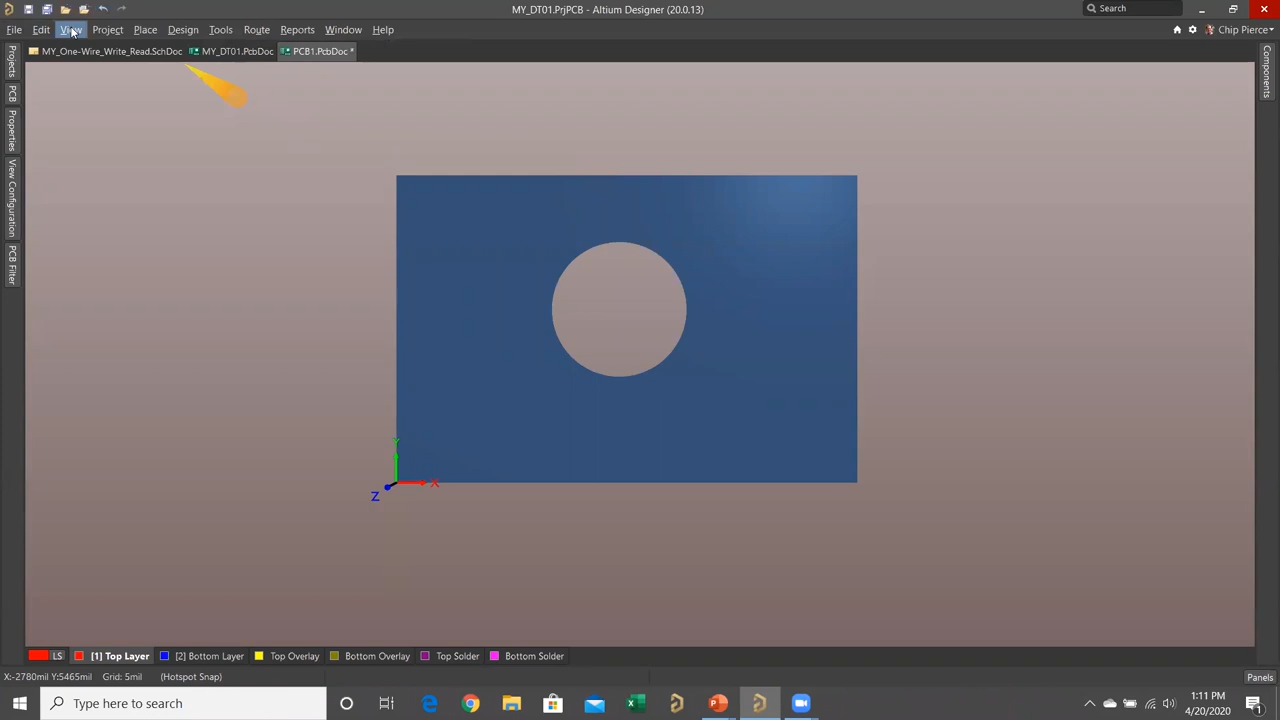 MY_DT01.PrjPCB - Altium Designer (20.0.13)
Search
File Edit View Project Place Design Tools Route Reports Window Help
Chip Pierce
MY_One-Wire_Write_Read.SchDoc MY_DT01.PcbDoc PCB1.PcbDoc *
Projects
PCB
Properties
View Configuration
PCB Filter
Components
Y
X
Z
LS [1] Top Layer [2] Bottom Layer Top Overlay Bottom Overlay Top Solder Bottom Solder
X:-2780mil Y:5465mil Grid: 5mil (Hotspot Snap)
Panels
Type here to search
1:11 PM
4/20/2020
1